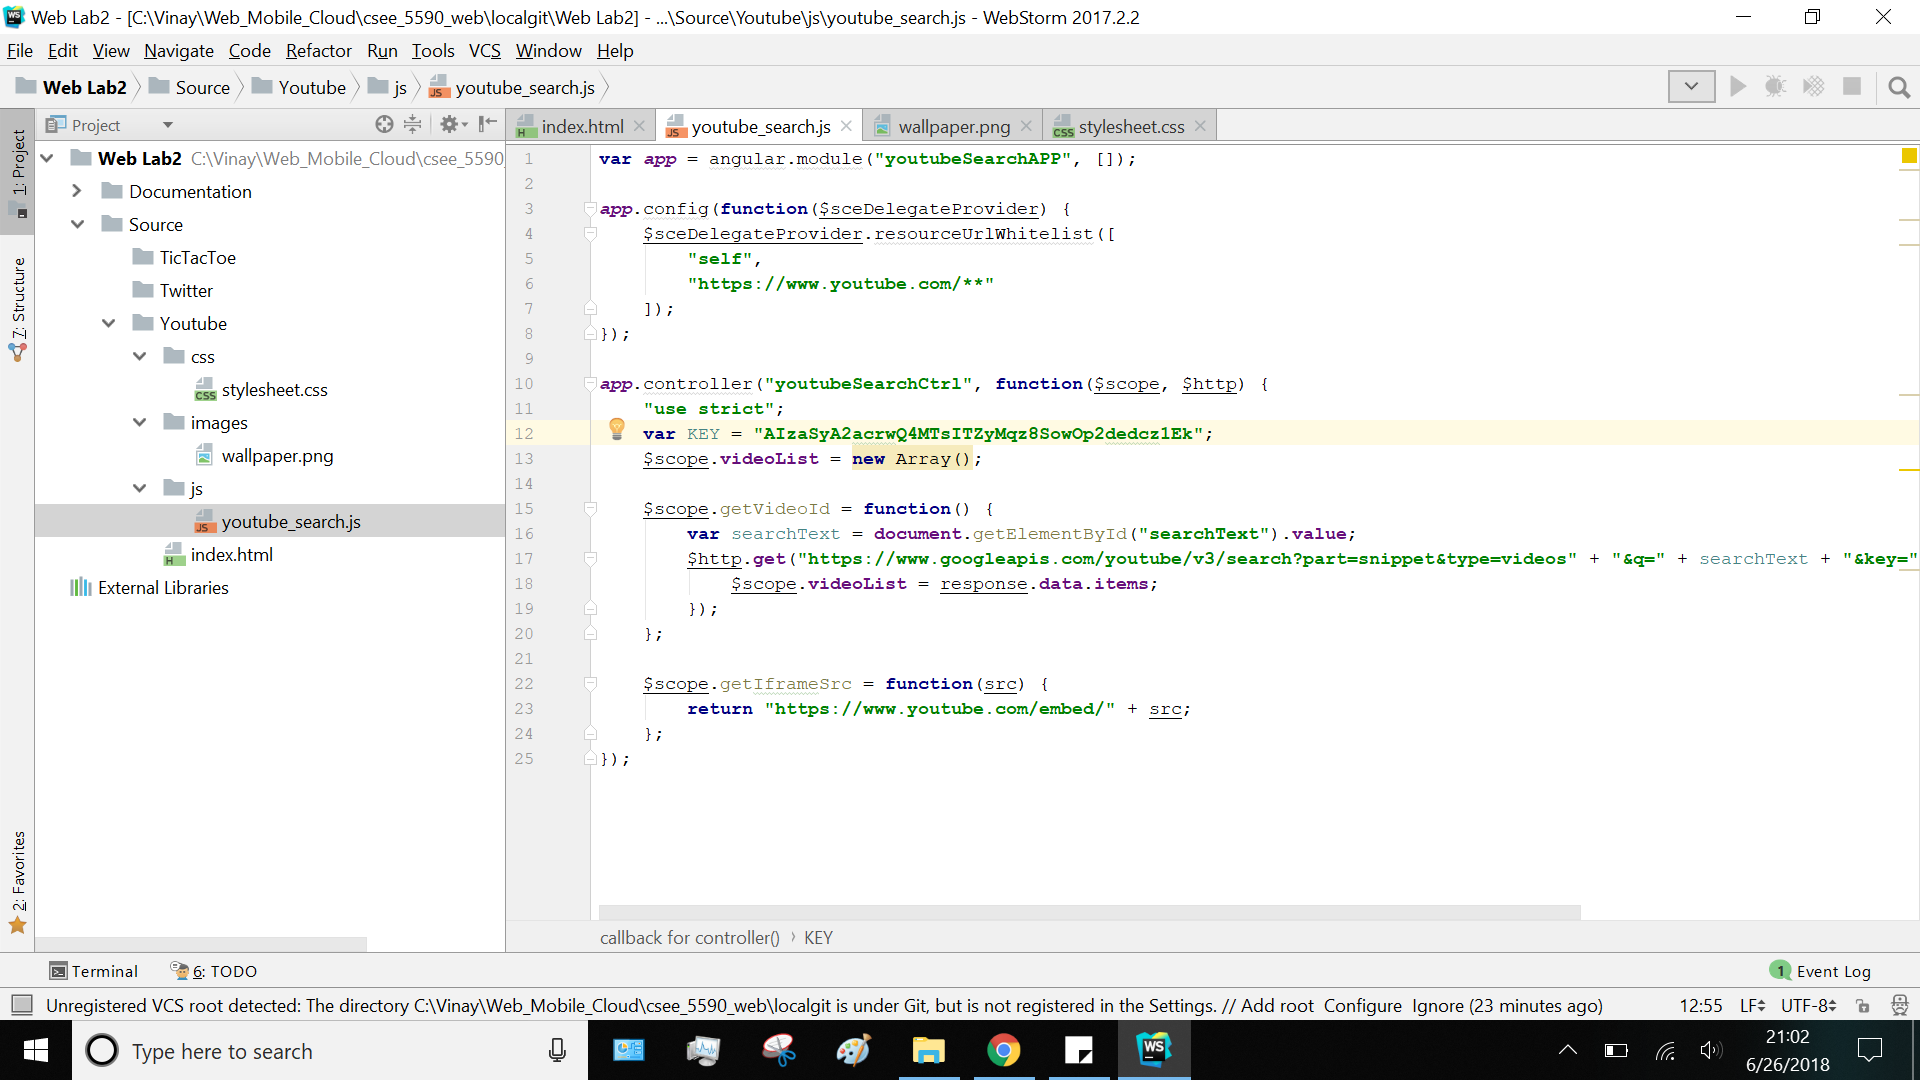 Web Lab2 - [C:\Vinay\Web_Mobile_Cloud\csee_5590_web\localgit\Web Lab2] - ...\Source\Youtube\js\youtube_search.js - WebStorm 2017.2.2
File Edit View Navigate Code Refactor Run Tools VCS Window Help
Web Lab2 Source Youtube js youtube_search.js
Project
index.html youtube_search.js wallpaper.png stylesheet.css
1: Project
7: Structure
2: Favorites
Web Lab2 C:\Vinay\Web_Mobile_Cloud\csee_5590
Documentation
Source
TicTacToe
Twitter
Youtube
css
stylesheet.css
images
wallpaper.png
js
youtube_search.js
index.html
External Libraries
1 var app = angular.module("youtubeSearchAPP", []);
2
3 app.config(function($sceDelegateProvider) {
4 $sceDelegateProvider.resourceUrlWhitelist([
5 "self",
6 "https://www.youtube.com/**"
7 ]);
8 });
9
10 app.controller("youtubeSearchCtrl", function($scope, $http) {
11 "use strict";
12 var KEY = "AIzaSyA2acrwQ4MTsITZyMqz8SowOp2dedcz1Ek";
13 $scope.videoList = new Array();
14
15 $scope.getVideoId = function() {
16 var searchText = document.getElementById("searchText").value;
17 $http.get("https://www.googleapis.com/youtube/v3/search?part=snippet&type=videos" + "&q=" + searchText + "&key="
18 $scope.videoList = response.data.items;
19 });
20 };
21
22 $scope.getIframeSrc = function(src) {
23 return "https://www.youtube.com/embed/" + src;
24 };
25 });
callback for controller() › KEY
Terminal 6: TODO 1 Event Log
Unregistered VCS root detected: The directory C:\Vinay\Web_Mobile_Cloud\csee_5590_web\localgit is under Git, but is not registered in the Settings. // Add root Configure Ignore (23 minutes ago) 12:55 LF UTF-8
Type here to search
21:02
6/26/2018